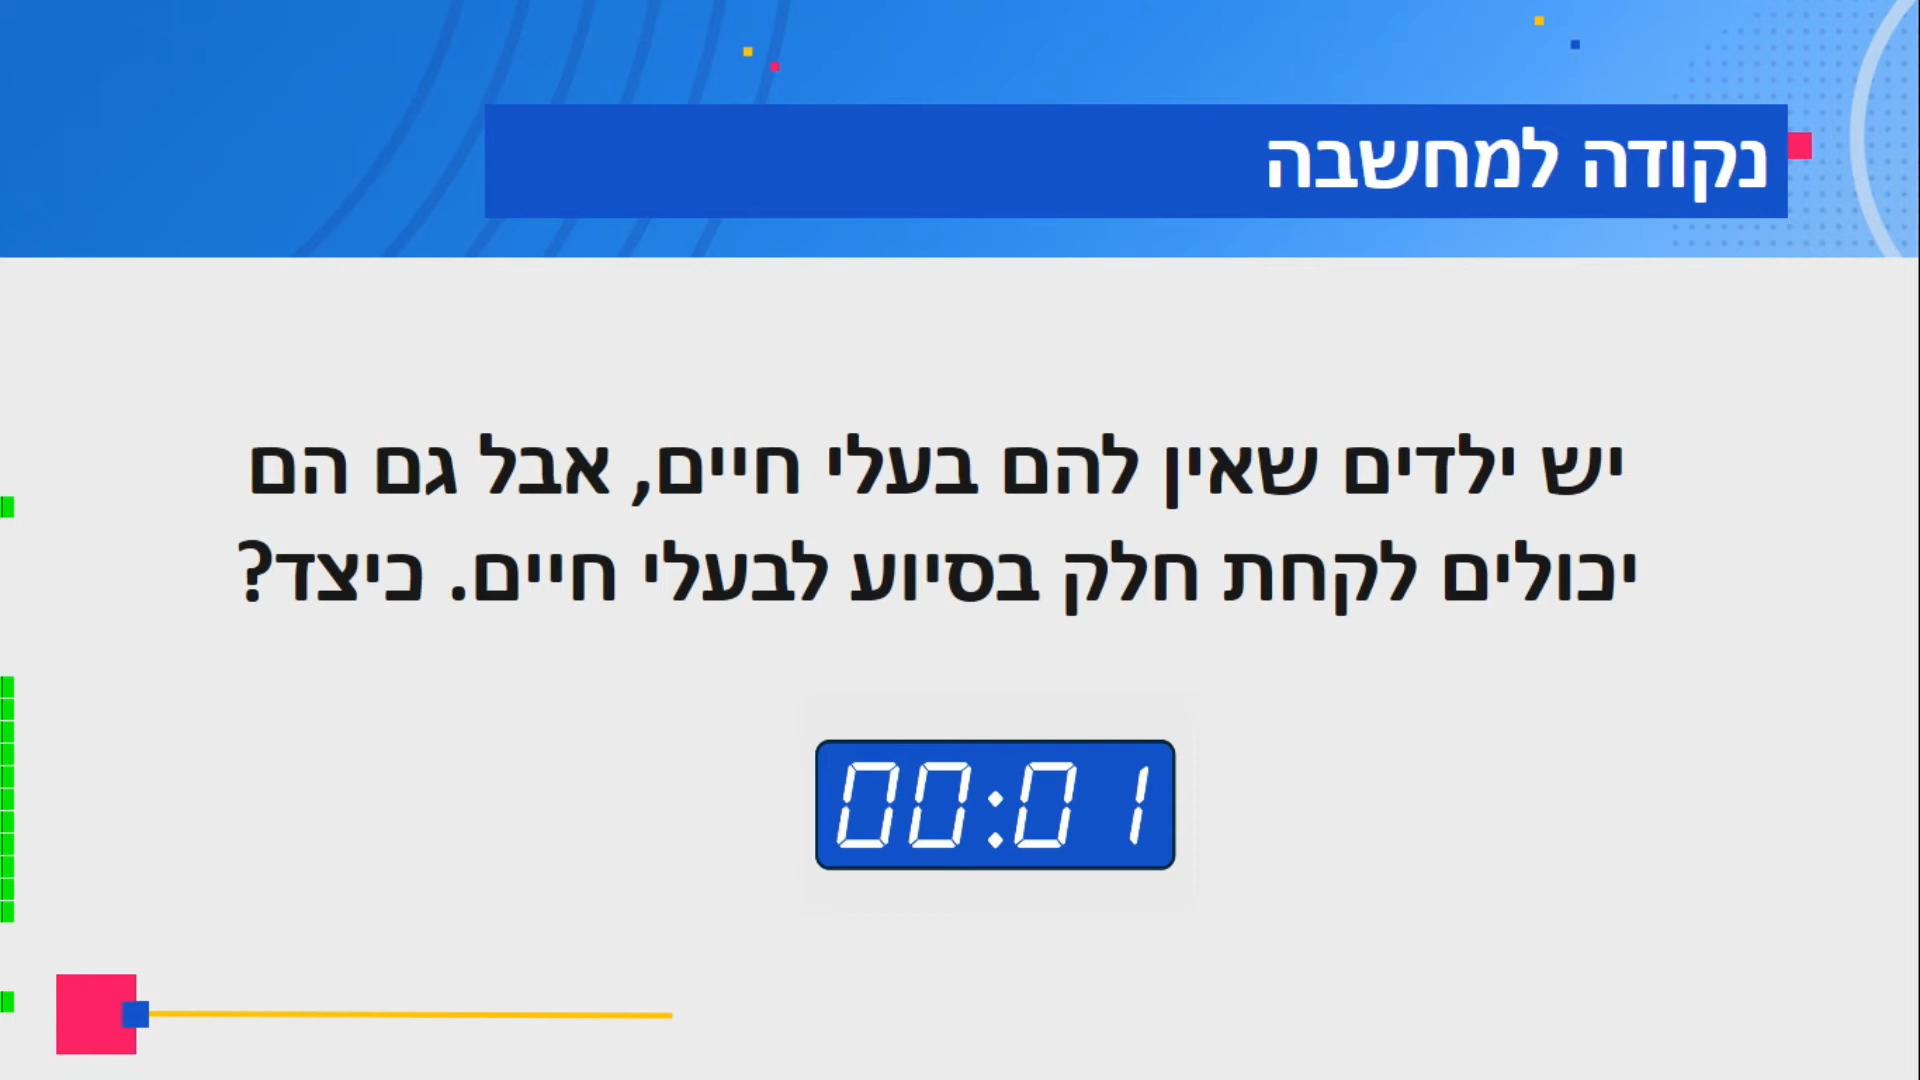 נקודה למחשבה
יש ילדים שאין להם בעלי חיים, אבל גם הם
יכולים לקחת חלק בסיוע לבעלי חיים. כיצד?
00:01